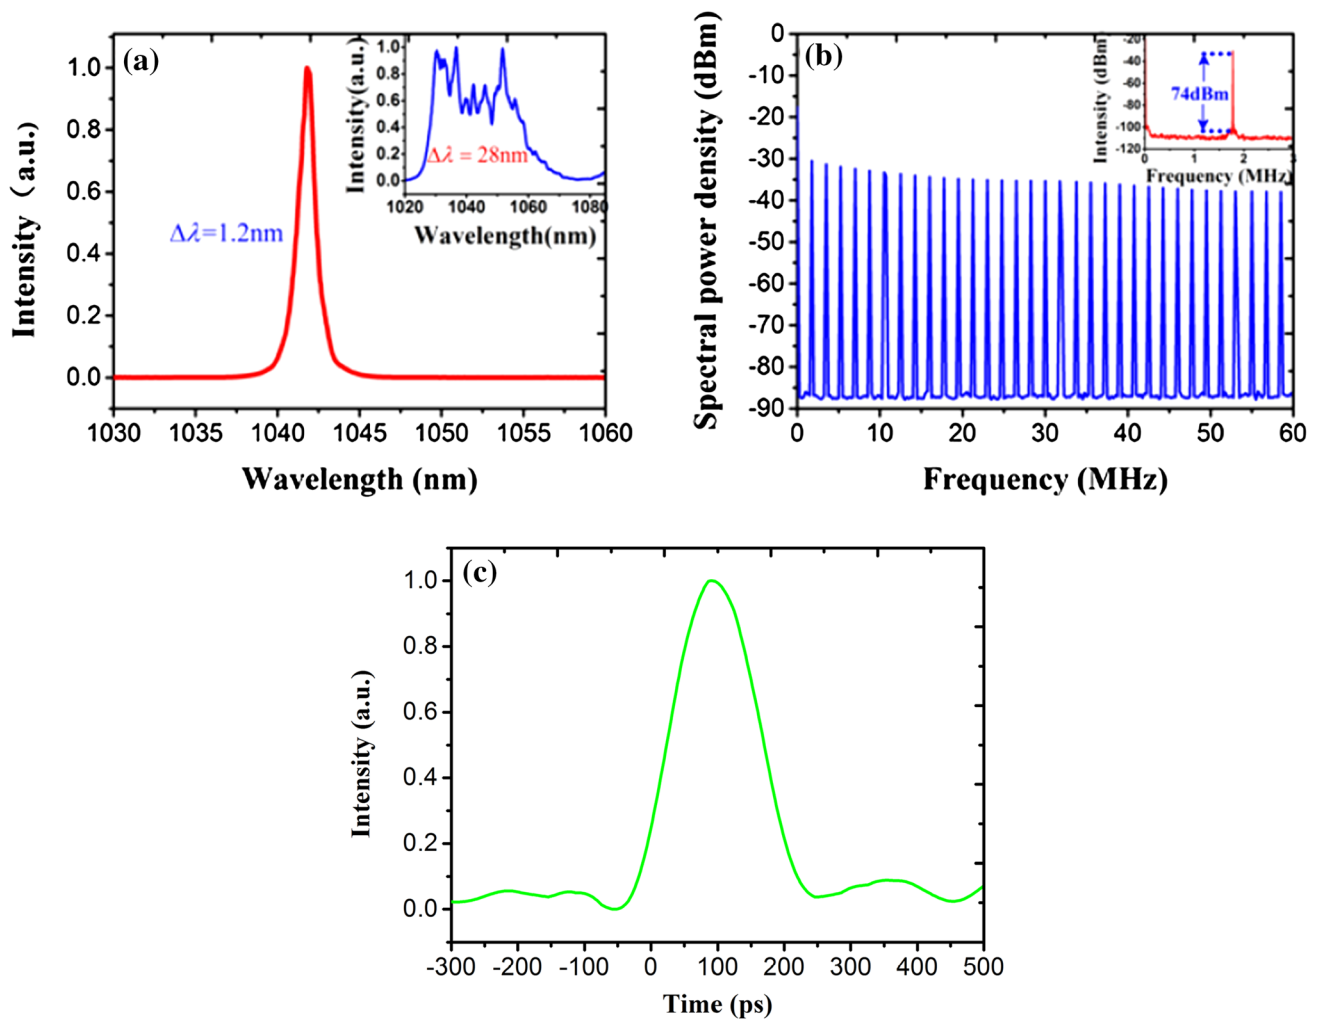 (a)
Intensity（a.u.）
1.0
0.8
0.6
0.4
0.2
0.0
Δλ=1.2nm
1030 1035 1040 1045 1050 1055 1060
Wavelength (nm)
Intensity(a.u.)
1.0
0.8
0.6
0.4
0.2
0.0
Δλ = 28nm
1020 1040 1060 1080
Wavelength(nm)
(b)
Spectral power density (dBm)
0
-10
-20
-30
-40
-50
-60
-70
-80
-90
0 10 20 30 40 50 60
Frequency (MHz)
Intensity (dBm)
-20
-40
-60
-80
-100
-120
74dBm
0 1 2 3
Frequency (MHz)
(c)
Intensity (a.u.)
1.0
0.8
0.6
0.4
0.2
0.0
-300 -200 -100 0 100 200 300 400 500
Time (ps)